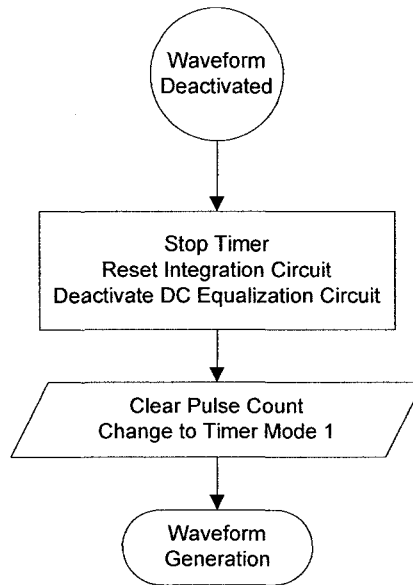 Waveform
Deactivated
Stop Timer
Reset Integration Circuit
Deactivate DC Equalization Circuit
Clear Pulse Count
Change to Timer Mode 1
Waveform
Generation